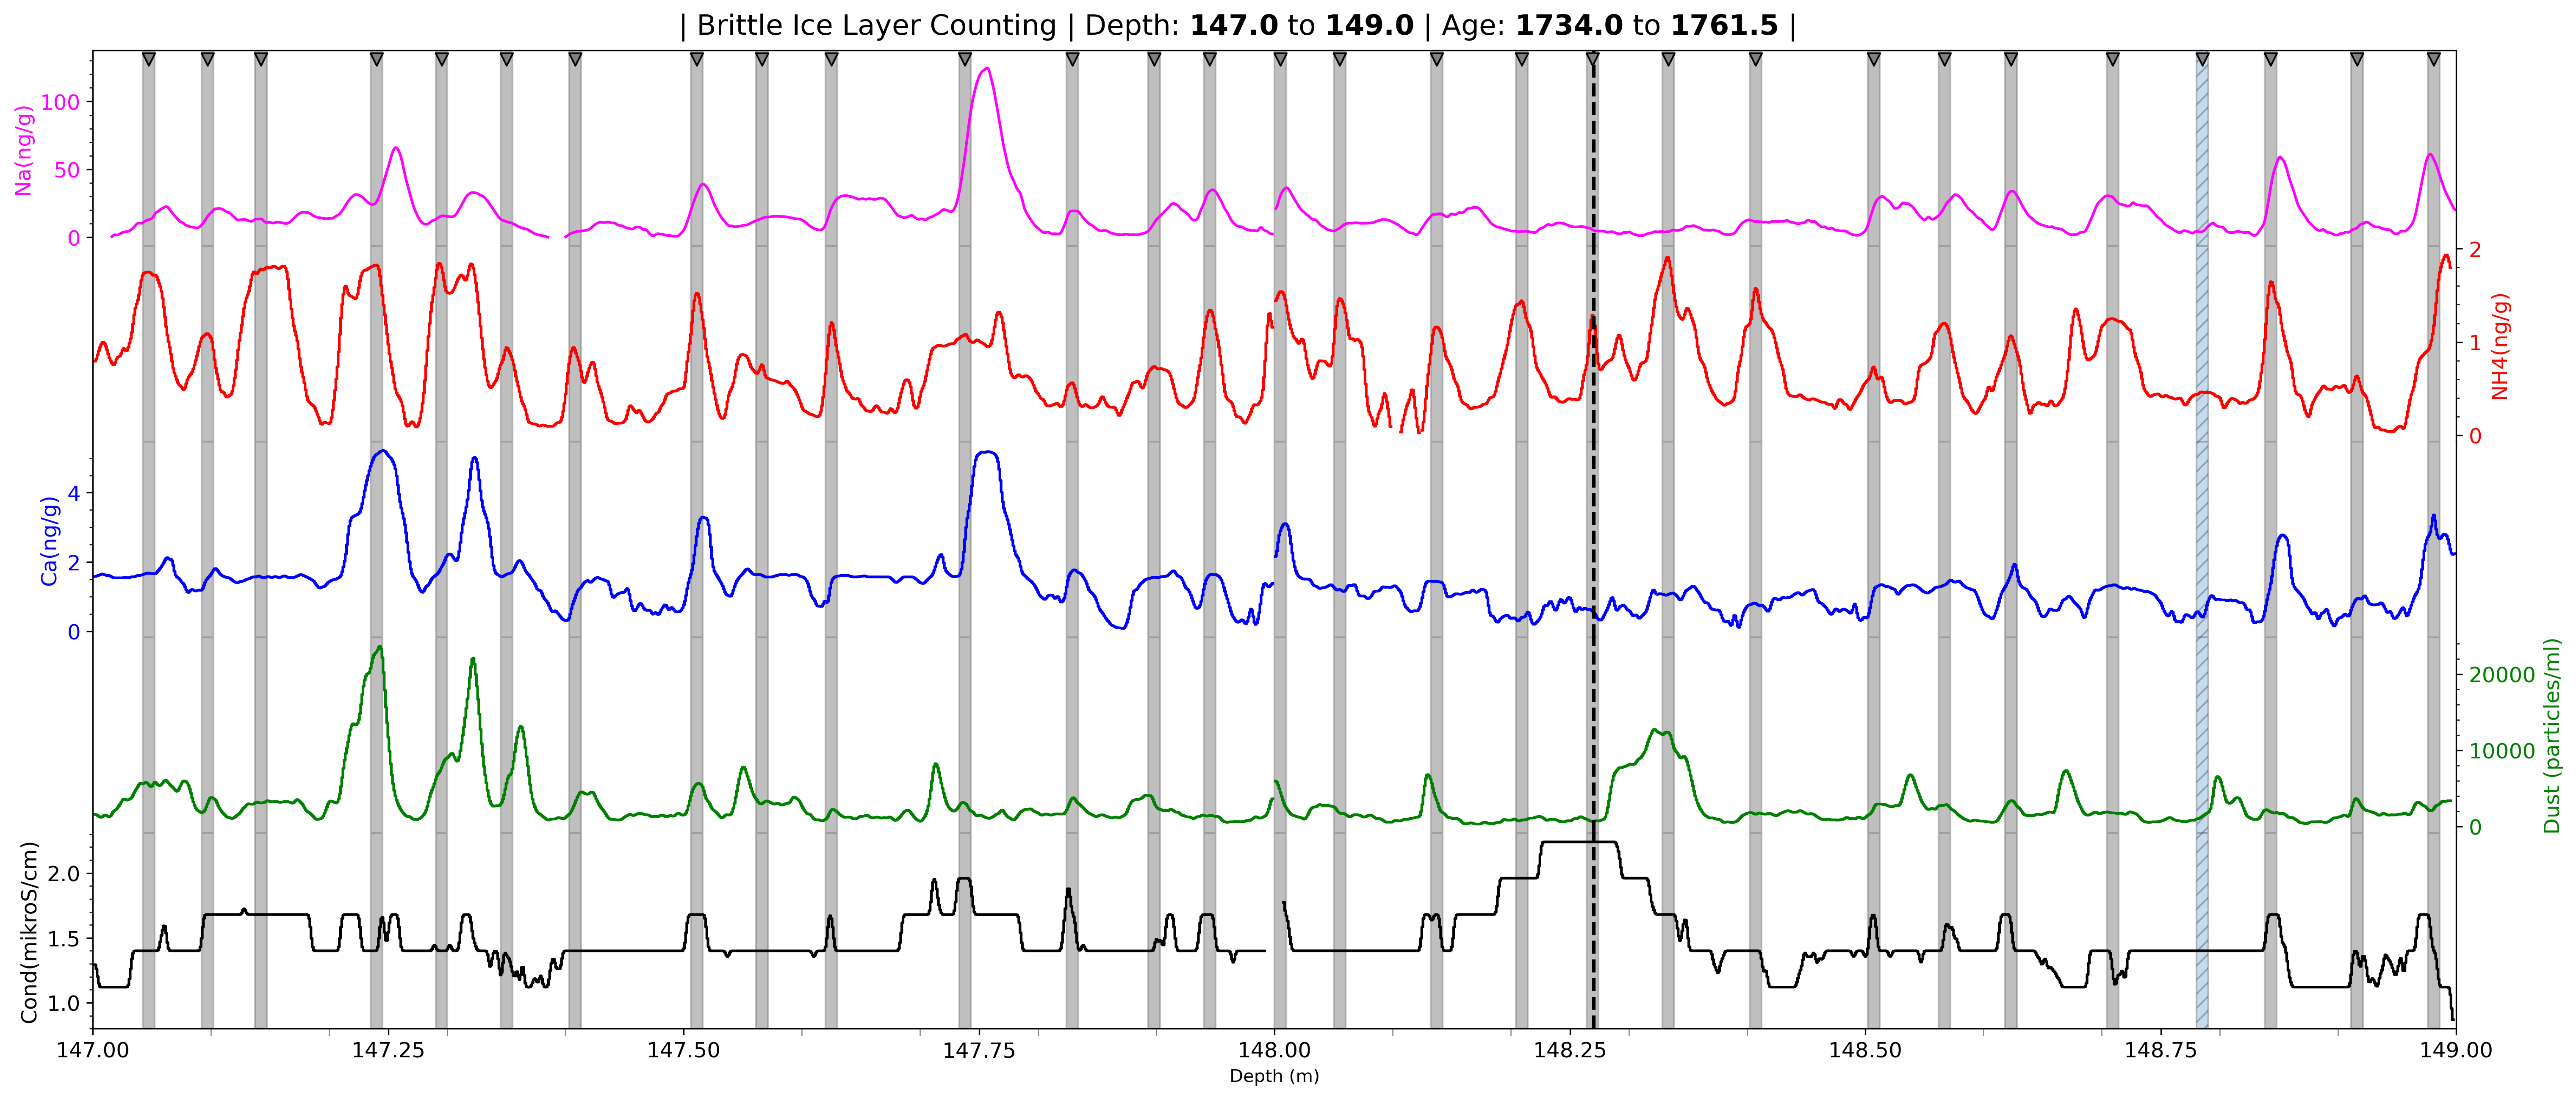 | Brittle Ice Layer Counting | Depth: 147.0 to 149.0 | Age: 1734.0 to 1761.5 |
Na(ng/g)
100
50
0
2
1
0
NH4(ng/g)
Ca(ng/g)
4
2
0
20000
10000
0
Dust (particles/ml)
Cond(mikroS/cm)
2.0
1.5
1.0
147.00 147.25 147.50 147.75 148.00 148.25 148.50 148.75 149.00
Depth (m)